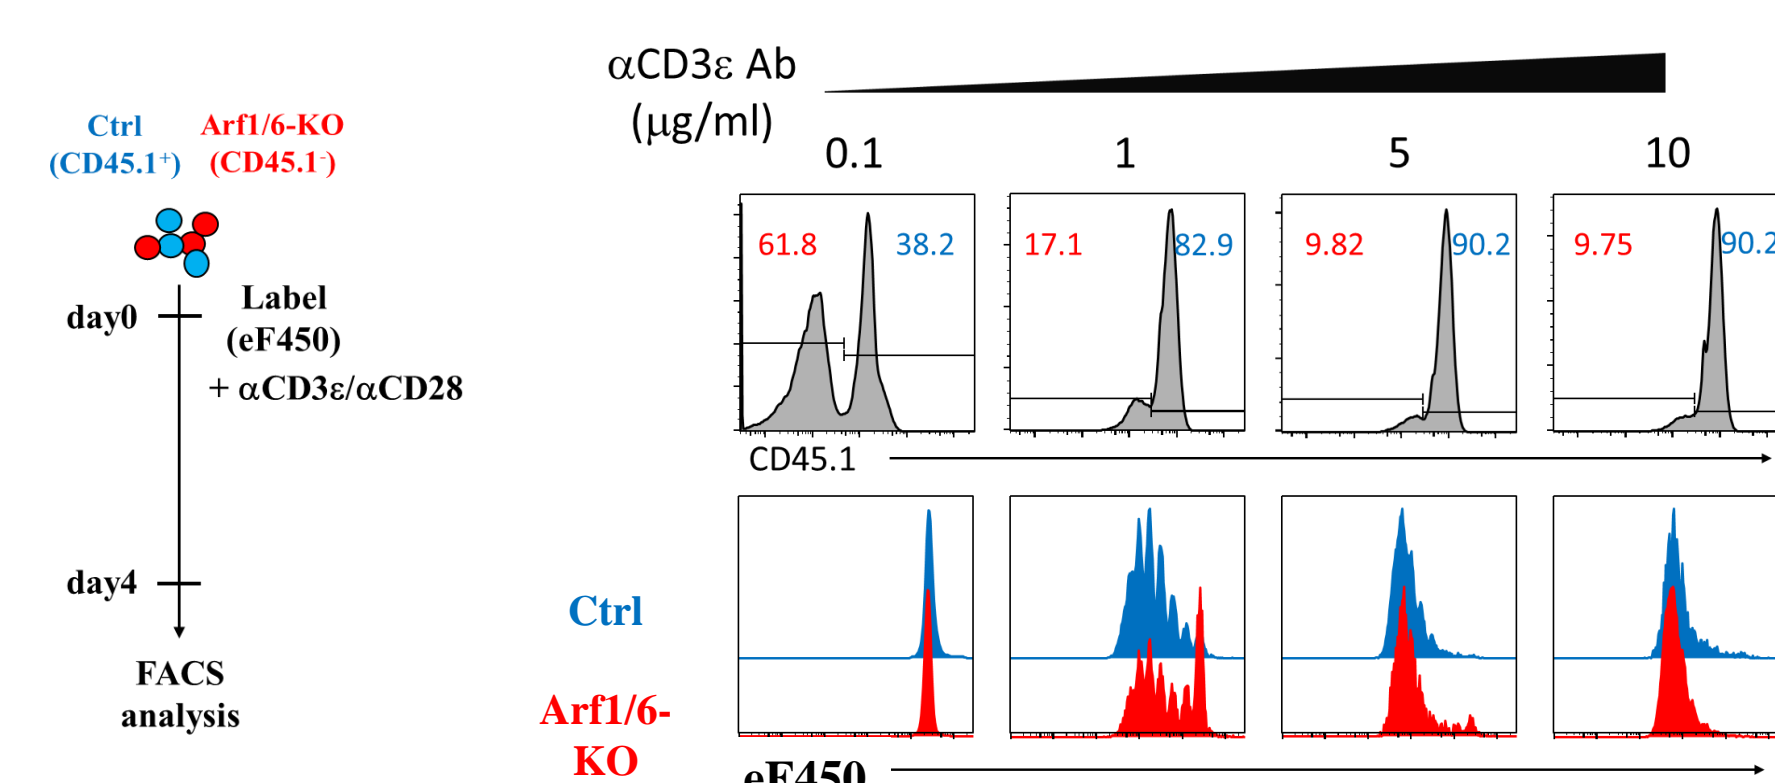 Ctrl
(CD45.1+)
Arf1/6-KO
(CD45.1-)
day0
Label
(eF450)
+ αCD3ε/αCD28
day4
FACS
analysis
αCD3ε Ab
(μg/ml)
0.1 1 5 10
61.8 38.2 17.1 82.9 9.82 90.2 9.75 90.2
CD45.1
Ctrl
Arf1/6-
KO
eF450